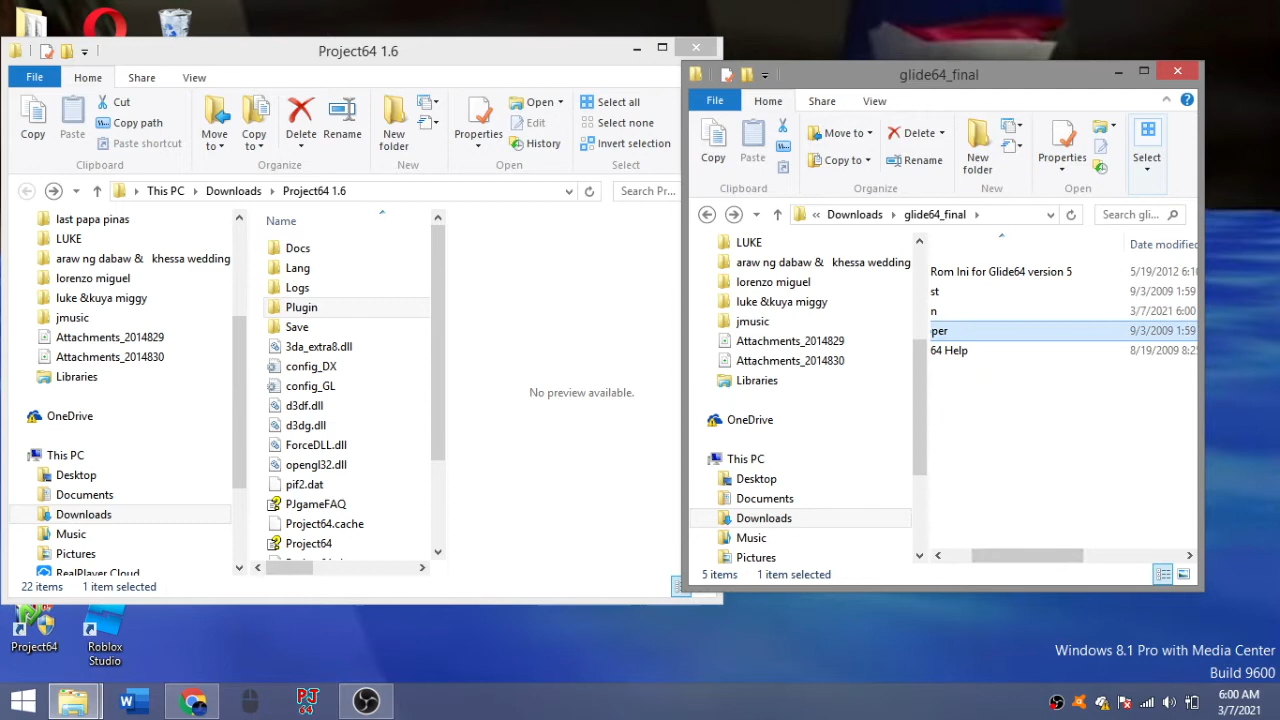 Project64 1.6
File Home Share View
Copy
Paste
Cut
Copy path
Paste shortcut
Clipboard
Move
to
Copy
to
Delete
Rename
Organize
New
folder
New
Properties
Open
Edit
History
Open
Select all
Select none
Invert selection
Select
This PC Downloads Project64 1.6
Search Pr...
last papa pinas
LUKE
araw ng dabaw & khessa wedding
lorenzo miguel
luke &kuya miggy
jmusic
Attachments_2014829
Attachments_2014830
Libraries
OneDrive
This PC
Desktop
Documents
Downloads
Music
Pictures
RealPlayer Cloud
Name
Docs
Lang
Logs
Plugin
Save
3da_extra8.dll
config_DX
config_GL
d3df.dll
d3dg.dll
ForceDLL.dll
opengl32.dll
pif2.dat
PJgameFAQ
Project64.cache
Project64
No preview available.
22 items 1 item selected
glide64_final
File Home Share View
Copy
Paste
Clipboard
Move to
Copy to
Delete
Rename
Organize
New
folder
New
Properties
Open
Select
« Downloads glide64_final
Search gli...
LUKE
araw ng dabaw & khessa wedding
lorenzo miguel
luke &kuya miggy
jmusic
Attachments_2014829
Attachments_2014830
Libraries
OneDrive
This PC
Desktop
Documents
Downloads
Music
Pictures
Date modified
Rom Ini for Glide64 version 5 5/19/2012 6:10
st 9/3/2009 1:59
n 3/7/2021 6:00
per 9/3/2009 1:59
64 Help 8/19/2009 8:2
5 items 1 item selected
Project64
Roblox
Studio
Windows 8.1 Pro with Media Center
Build 9600
PJ
64
6:00 AM
3/7/2021